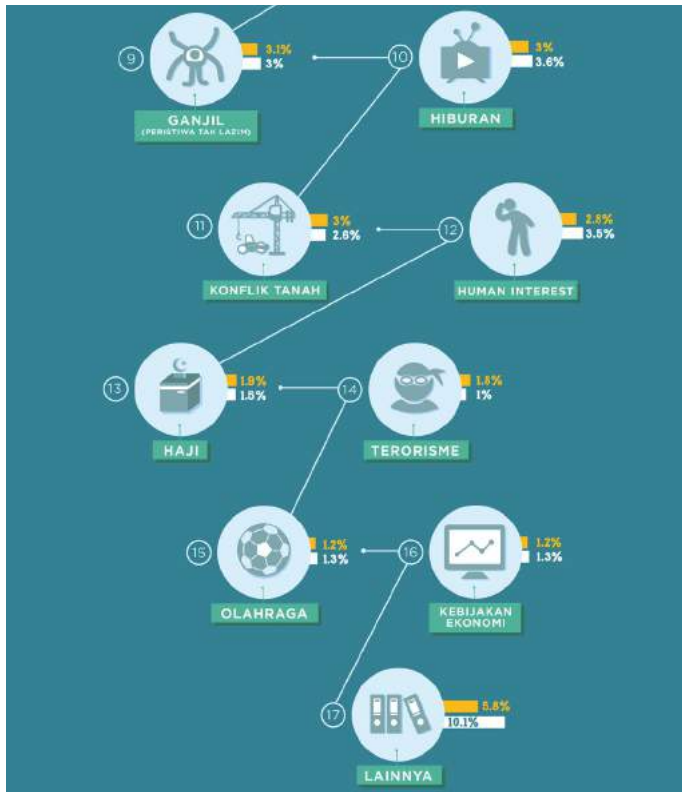 9
3.1%
3%
GANJIL
(PERISTIWA TAK LAZIM)
10
3%
3.6%
HIBURAN
11
3%
2.6%
KONFLIK TANAH
12
2.8%
3.5%
HUMAN INTEREST
13
1.9%
1.5%
HAJI
14
1.8%
1%
TERORISME
15
1.2%
1.3%
OLAHRAGA
16
1.2%
1.3%
KEBIJAKAN
EKONOMI
17
5.8%
10.1%
LAINNYA